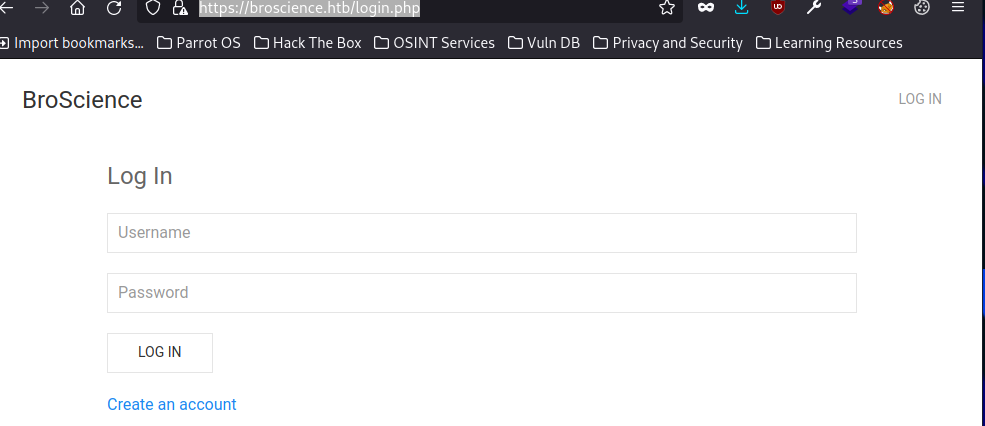 https://broscience.htb/login.php
Import bookmarks... Parrot OS Hack The Box OSINT Services Vuln DB Privacy and Security Learning Resources
BroScience LOG IN
Log In
Username
Password
LOG IN
Create an account